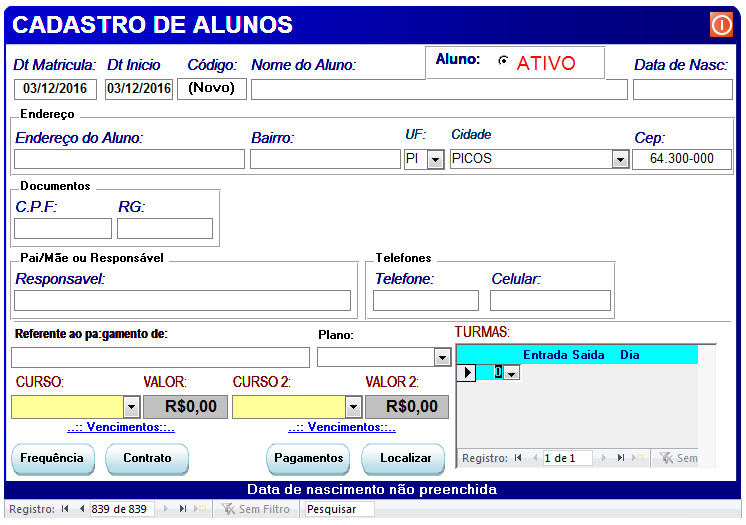 CADASTRO DE ALUNOS
Dt Matricula: Dt Inicio Código: Nome do Aluno: Aluno: ATIVO Data de Nasc:
03/12/2016 03/12/2016 (Novo)
Endereço
Endereço do Aluno: Bairro: UF: Cidade Cep:
PI PICOS 64.300-000
Documentos
C.P.F: RG:
Pai/Mãe ou Responsável Telefones
Responsavel: Telefone: Celular:
Referente ao pa:gamento de: Plano: TURMAS:
Entrada Saida Dia
0
CURSO: VALOR: CURSO 2: VALOR 2:
R$0,00 R$0,00
..:: Vencimentos::.. ..:: Vencimentos::..
Frequência Contrato Pagamentos Localizar
Registro: 1 de 1 Sem
Data de nascimento não preenchida
Registro: 839 de 839 Sem Filtro Pesquisar